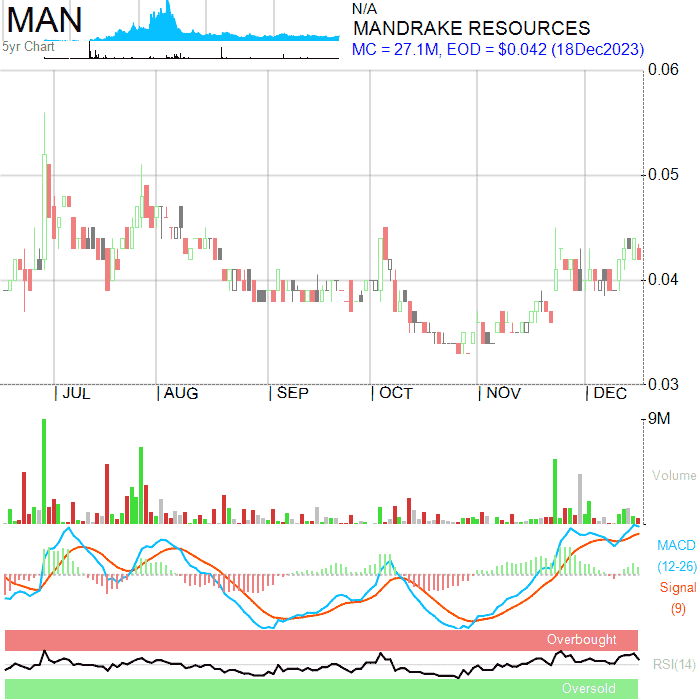 MAN
5yr Chart
N/A
MANDRAKE RESOURCES
MC = 27.1M, EOD = $0.042 (18Dec2023)
0.06
0.05
0.04
0.03
JUL AUG SEP OCT NOV DEC
9M
Volume
MACD
(12-26)
Signal
(9)
Overbought
RSI(14)
Oversold